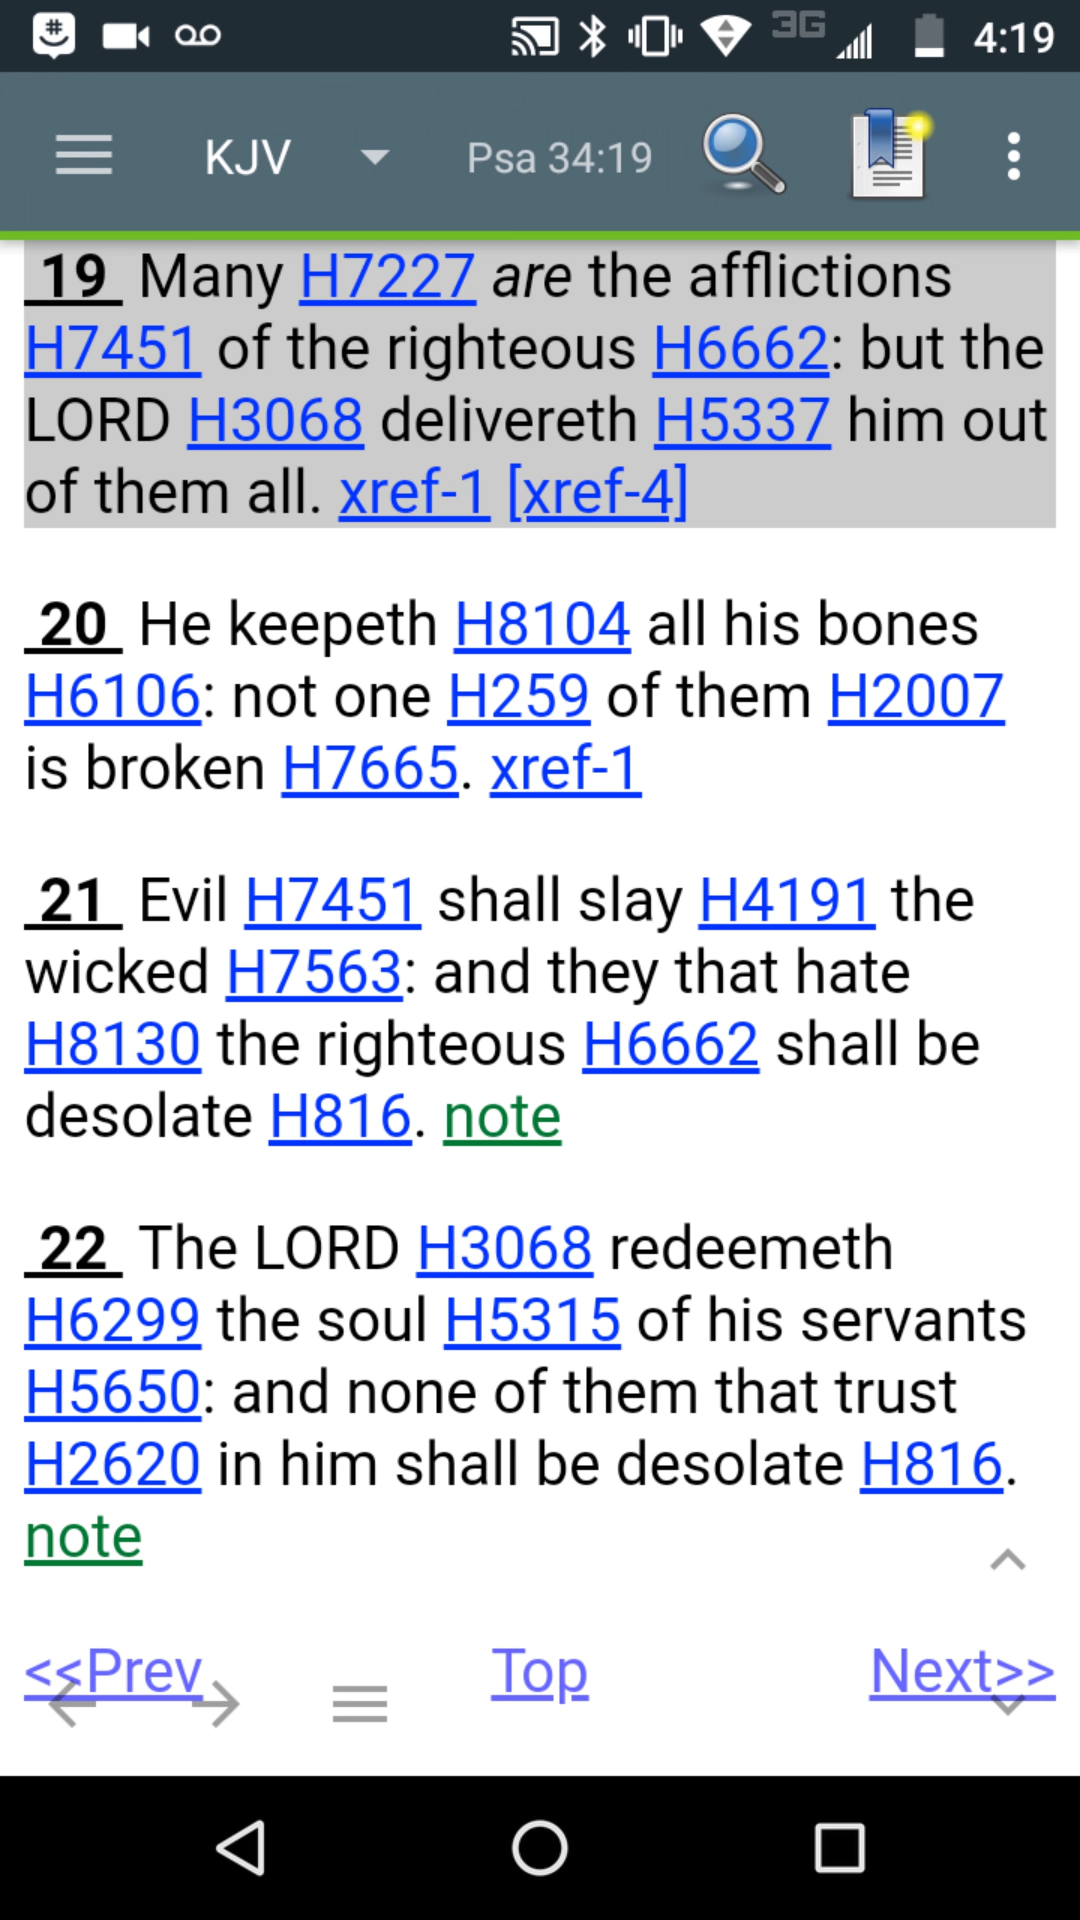 3G 4:19
KJV Psa 34:19
19 Many H7227 are the afflictions
H7451 of the righteous H6662: but the
LORD H3068 delivereth H5337 him out
of them all. xref-1 [xref-4]
20 He keepeth H8104 all his bones
H6106: not one H259 of them H2007
is broken H7665. xref-1
21 Evil H7451 shall slay H4191 the
wicked H7563: and they that hate
H8130 the righteous H6662 shall be
desolate H816. note
22 The LORD H3068 redeemeth
H6299 the soul H5315 of his servants
H5650: and none of them that trust
H2620 in him shall be desolate H816.
note
<<Prev Top Next>>